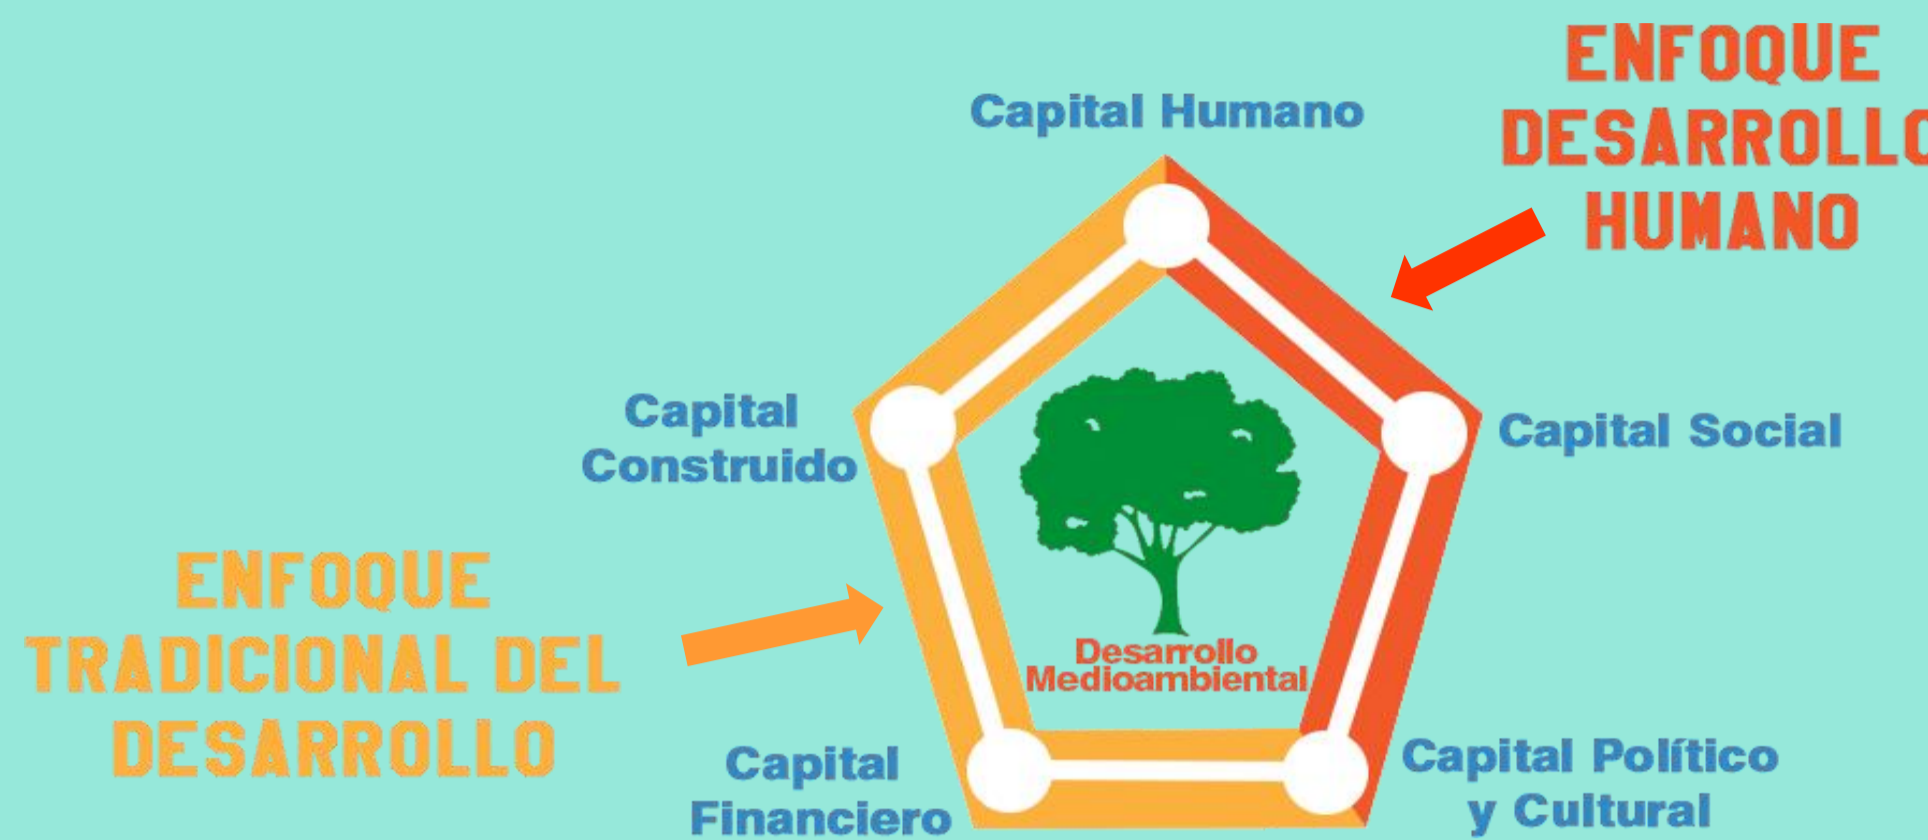 ENFOQUE
DESARROLLO
HUMANO
Capital Humano
Capital
Construido
Capital Social
ENFOQUE
TRADICIONAL DEL
DESARROLLO
Desarrollo
Medioambiental
Capital
Financiero
Capital Político
y Cultural